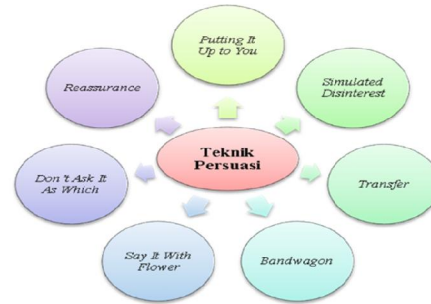 Putting It
Up to You
Simulated
Disinterest
Transfer
Bandwagon
Say It With
Flower
Don't Ask It
As Which
Reassurance
Teknik
Persuasi